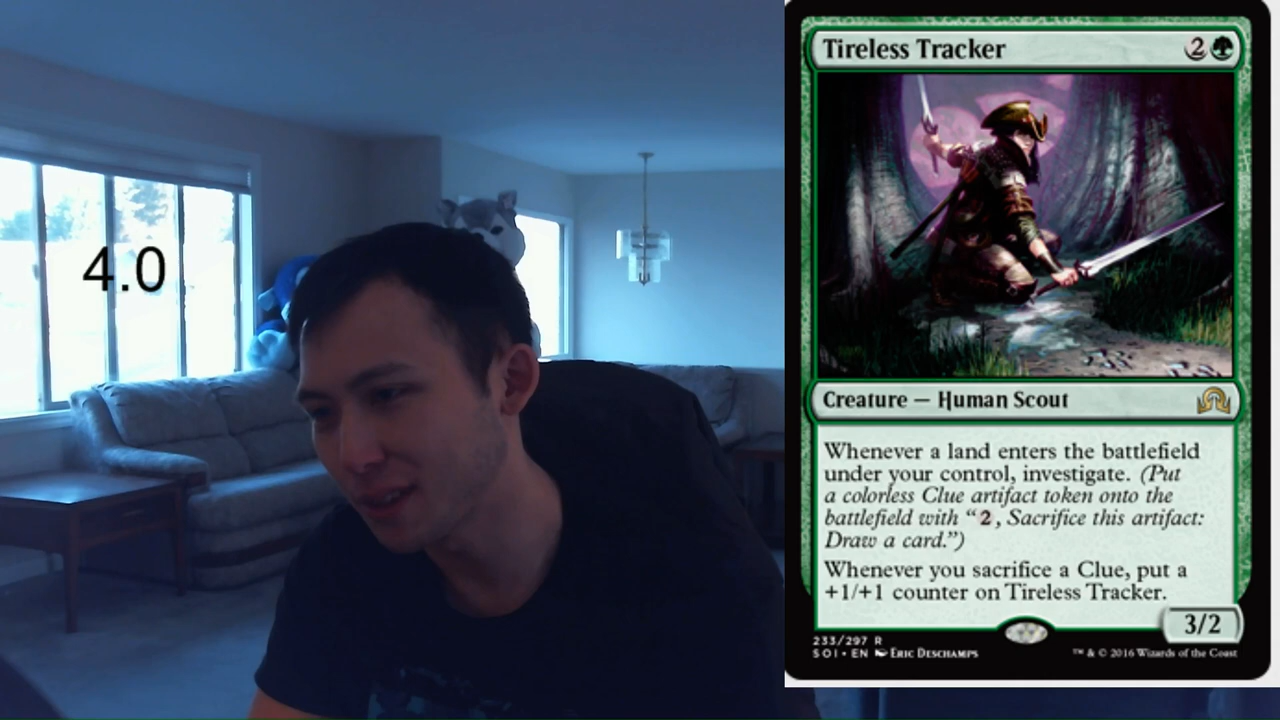 4.0
Tireless Tracker 2
Creature — Human Scout
Whenever a land enters the battlefield
under your control, investigate. (Put
a colorless Clue artifact token onto the
battlefield with “2, Sacrifice this artifact:
Draw a card.”)
Whenever you sacrifice a Clue, put a
+1/+1 counter on Tireless Tracker.
3/2
233/297 R
SOI • EN Eric Deschamps
™ & © 2016 Wizards of the Coast